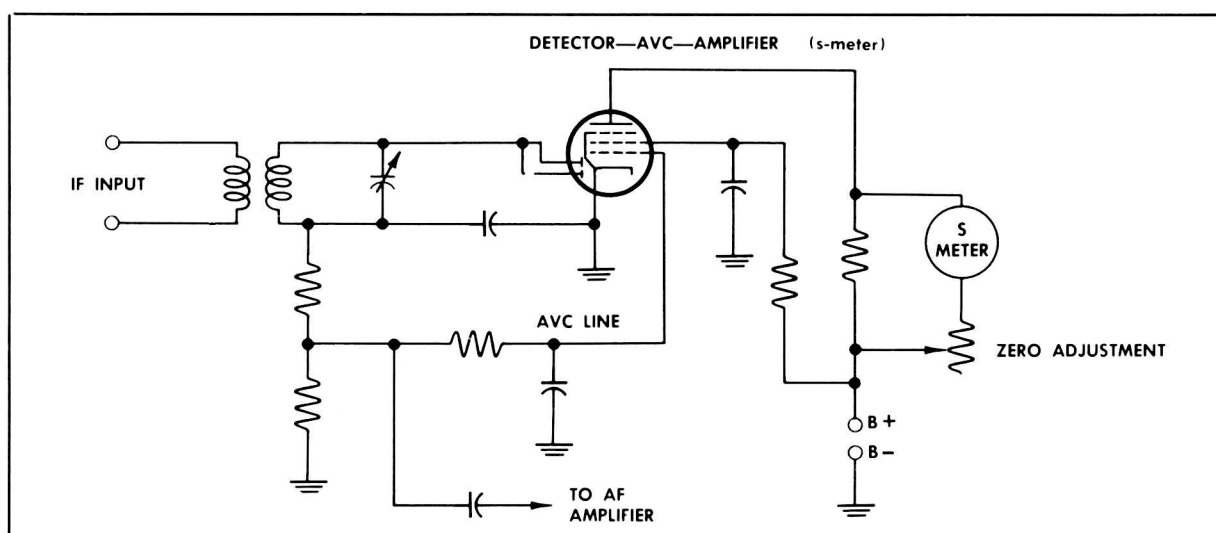 DETECTOR—AVC—AMPLIFIER (s-meter)
IF INPUT
S
METER
AVC LINE
ZERO ADJUSTMENT
B+
B−
TO AF
AMPLIFIER